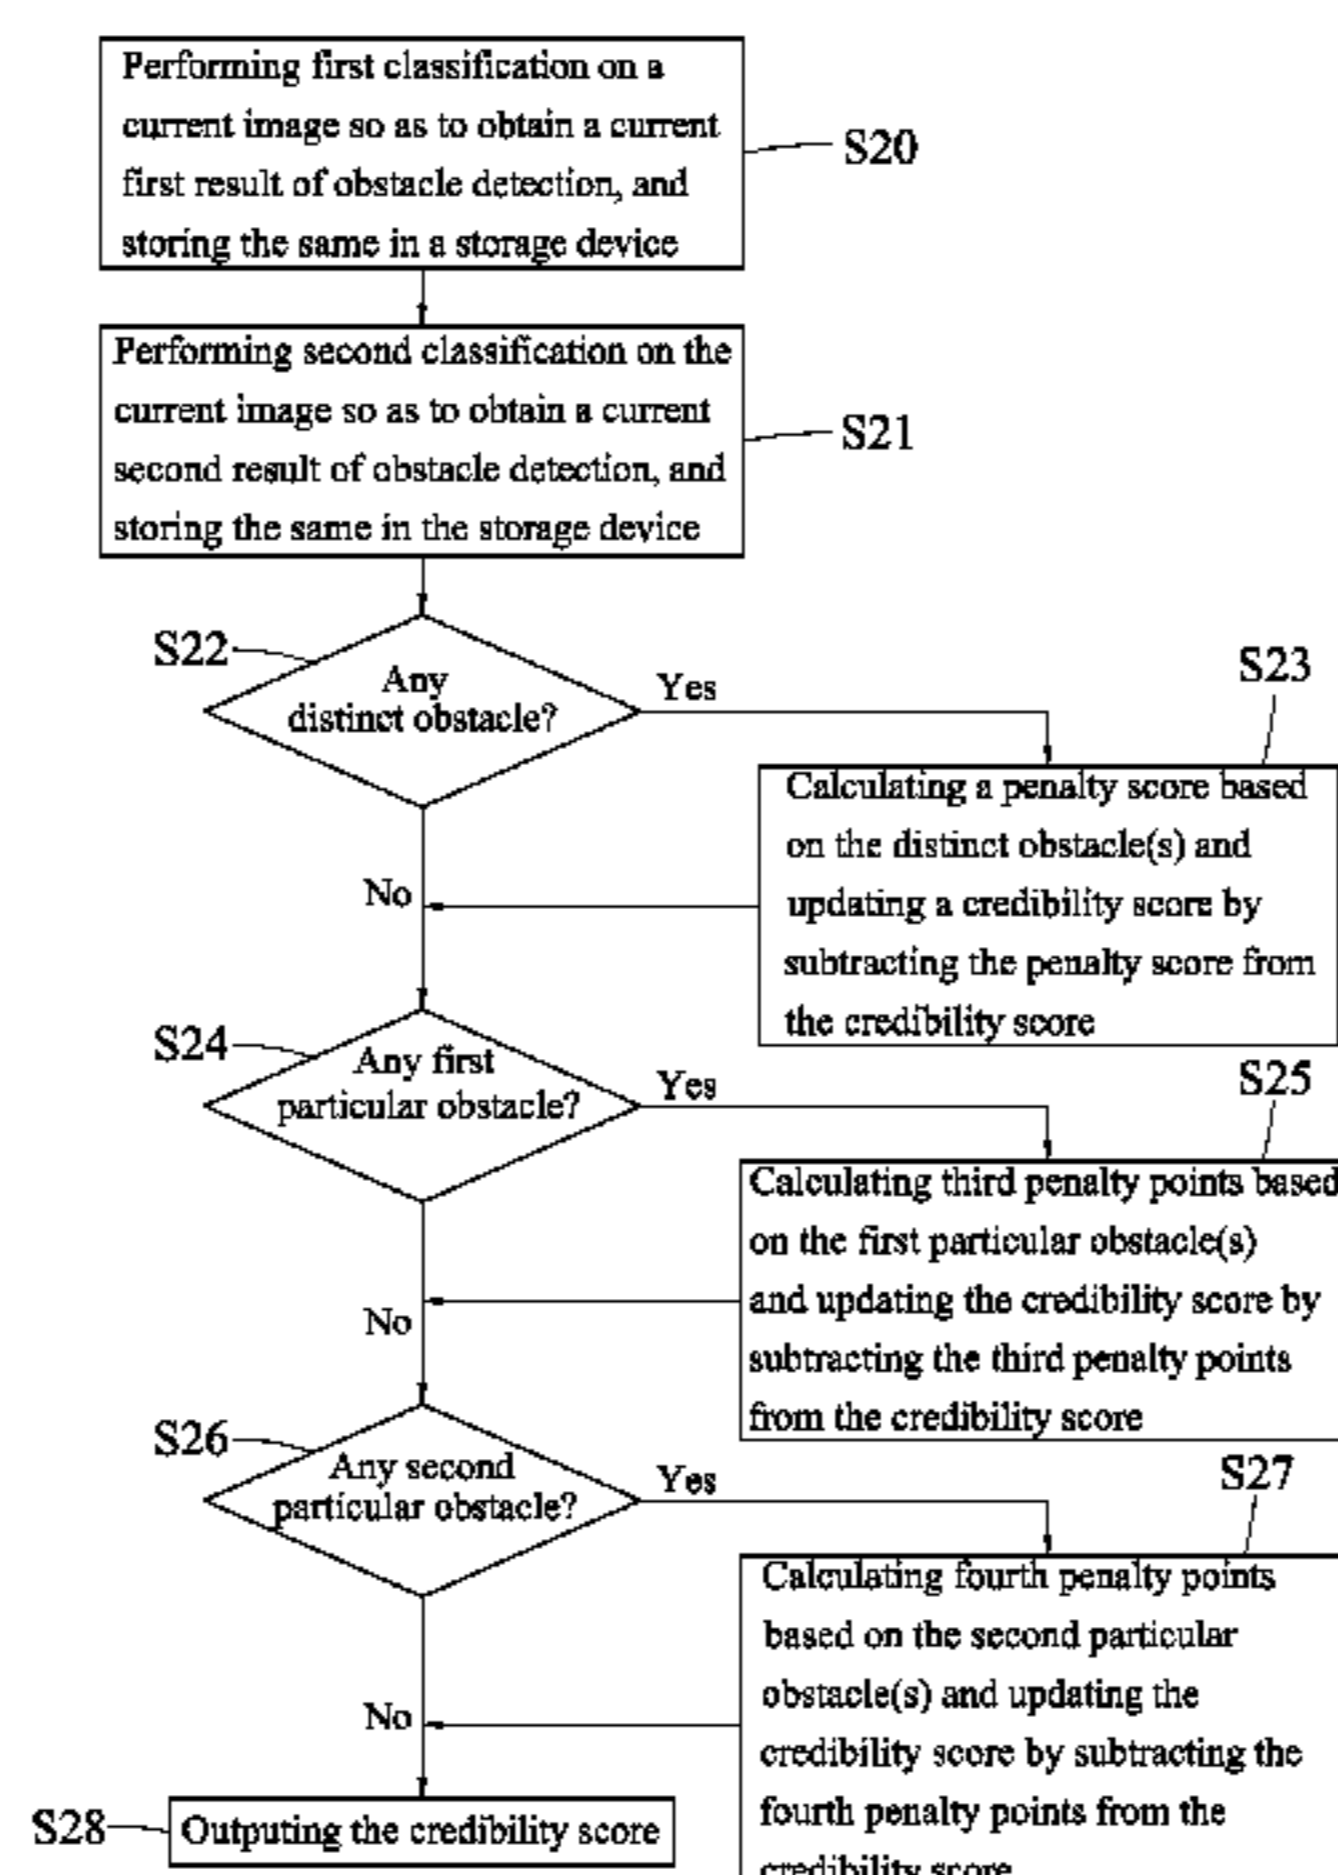 Performing first classification on a
current image so as to obtain a current
first result of obstacle detection, and
storing the same in a storage device
S20
Performing second classification on the
current image so as to obtain a current
second result of obstacle detection, and
storing the same in the storage device
S21
S22
Any
distinct obstacle?
Yes
No
S23
Calculating a penalty score based
on the distinct obstacle(s) and
updating a credibility score by
subtracting the penalty score from
the credibility score
S24
Any first
particular obstacle?
Yes
No
S25
Calculating third penalty points based
on the first particular obstacle(s)
and updating the credibility score by
subtracting the third penalty points
from the credibility score
S26
Any second
particular obstacle?
Yes
No
S27
Calculating fourth penalty points
based on the second particular
obstacle(s) and updating the
credibility score by subtracting the
fourth penalty points from the
credibility score
S28
Outputing the credibility score